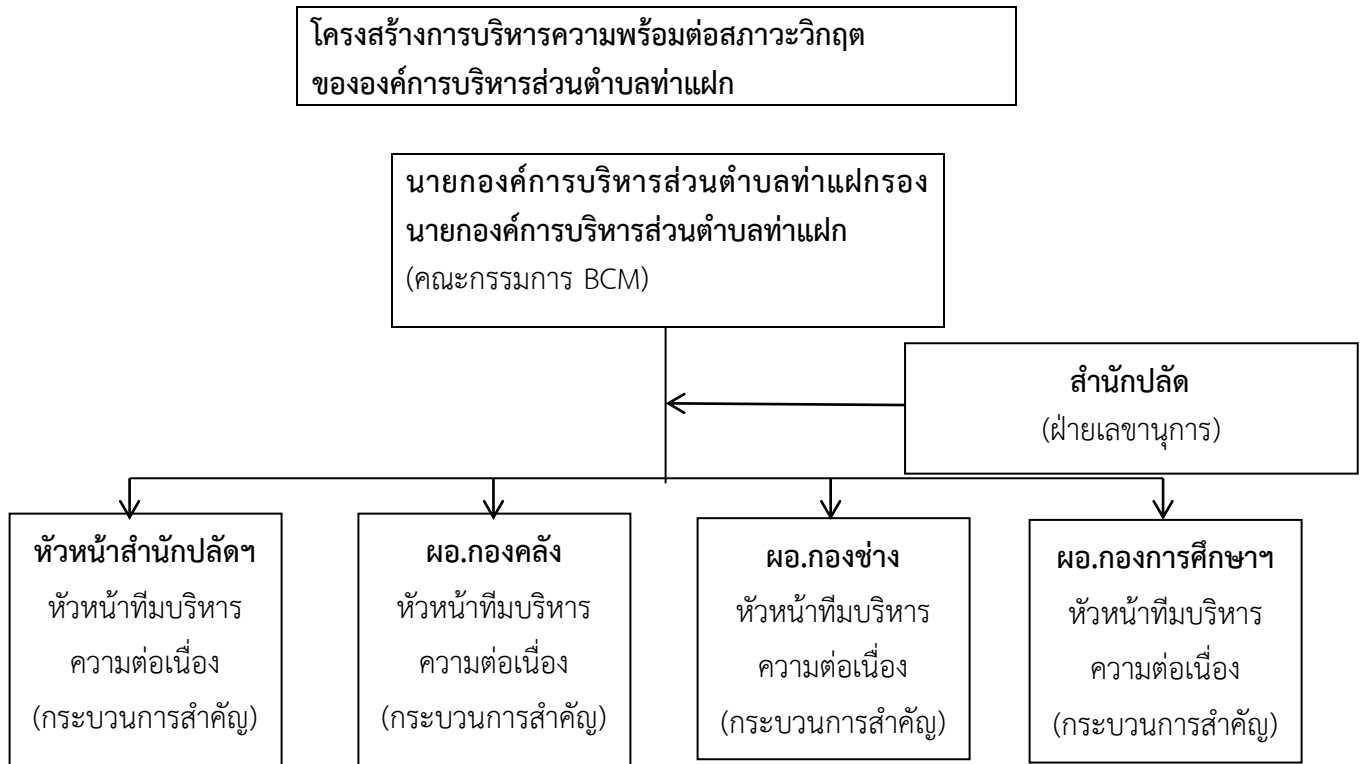 โครงสร้างการบริหารความพร้อมต่อสภาวะวิกฤต
ขององค์การบริหารส่วนตำบลท่าแฝก
นายกองค์การบริหารส่วนตำบลท่าแฝกรอง
นายกองค์การบริหารส่วนตำบลท่าแฝก
(คณะกรรมการ BCM)
สำนักปลัด
(ฝ่ายเลขานุการ)
หัวหน้าสำนักปลัดฯ
หัวหน้าทีมบริหาร
ความต่อเนื่อง
(กระบวนการสำคัญ)
ผอ.กองคลัง
หัวหน้าทีมบริหาร
ความต่อเนื่อง
(กระบวนการสำคัญ)
ผอ.กองช่าง
หัวหน้าทีมบริหาร
ความต่อเนื่อง
(กระบวนการสำคัญ)
ผอ.กองการศึกษาฯ
หัวหน้าทีมบริหาร
ความต่อเนื่อง
(กระบวนการสำคัญ)